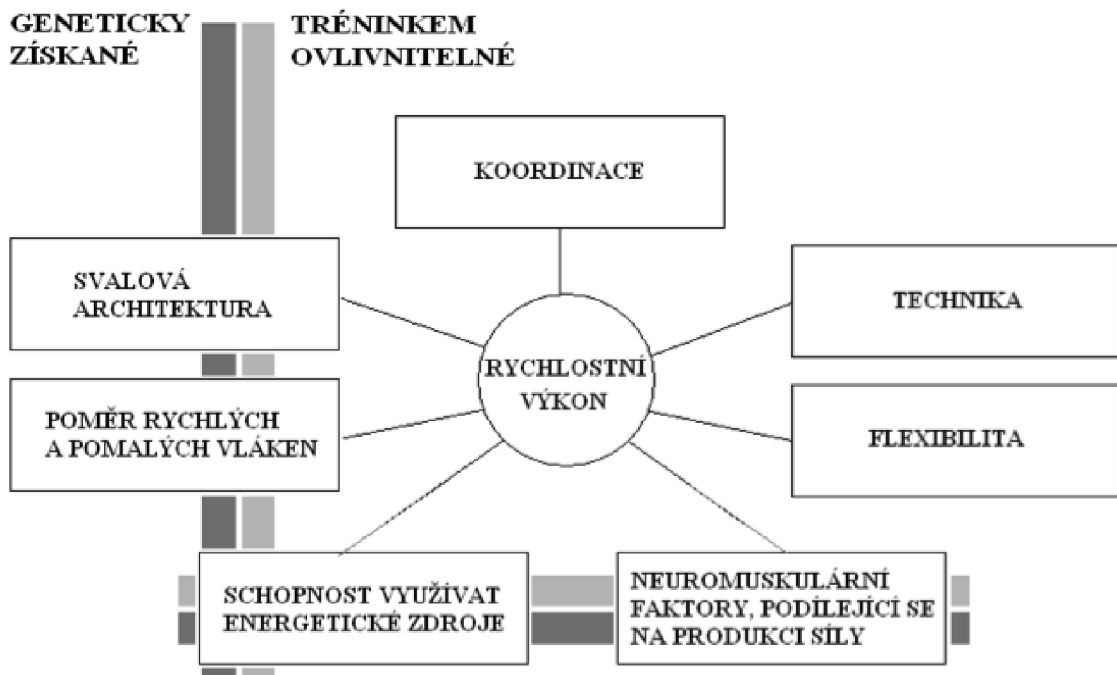 GENETICKY
ZÍSKANÉ
TRÉNINKEM
OVLIVNITELNÉ
KOORDINACE
SVALOVÁ
ARCHITEKTURA
TECHNIKA
RYCHLOSTNÍ
VÝKON
POMĚR RYCHLÝCH
A POMALÝCH VLÁKEN
FLEXIBILITA
SCHOPNOST VYUŽÍVAT
ENERGETICKÉ ZDROJE
NEUROMUSKULÁRNÍ
FAKTORY, PODÍLEJÍCÍ SE
NA PRODUKCI SÍLY